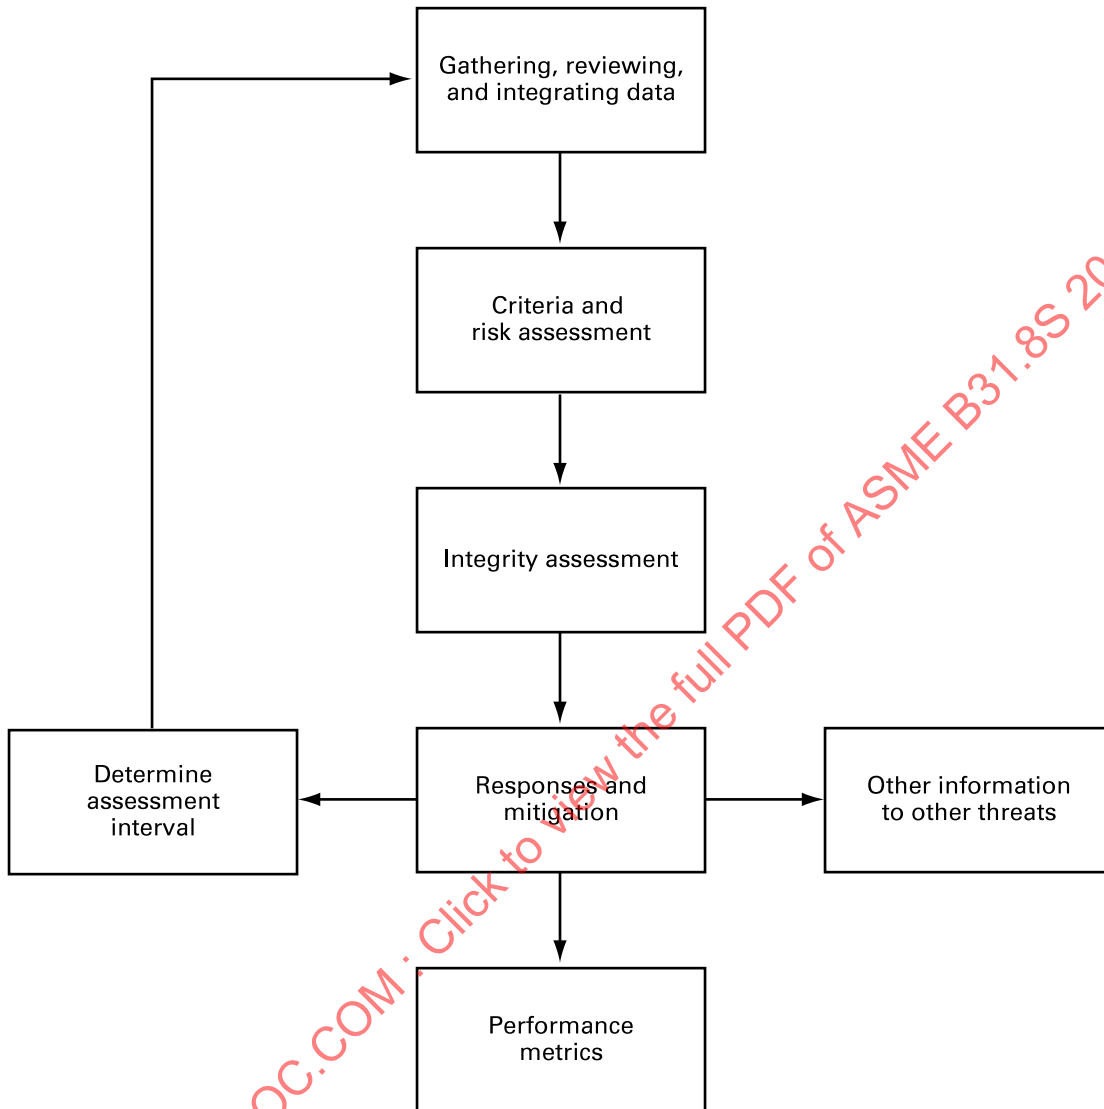 Gathering, reviewing,
and integrating data
Criteria and
risk assessment
Integrity assessment
Determine
assessment
interval
Responses and
mitigation
Other information
to other threats
Performance
metrics
OC.COM : Click to view the full PDF of ASME B31.8S 20